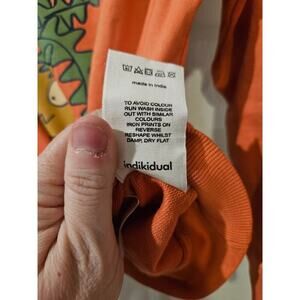 made in India
TO AVOID COLOUR
RUN WASH INSIDE
OUT WITH SIMILAR
COLOURS
IRON PRINTS ON
REVERSE
RESHAPE WHILST
DAMP, DRY FLAT
indikidual